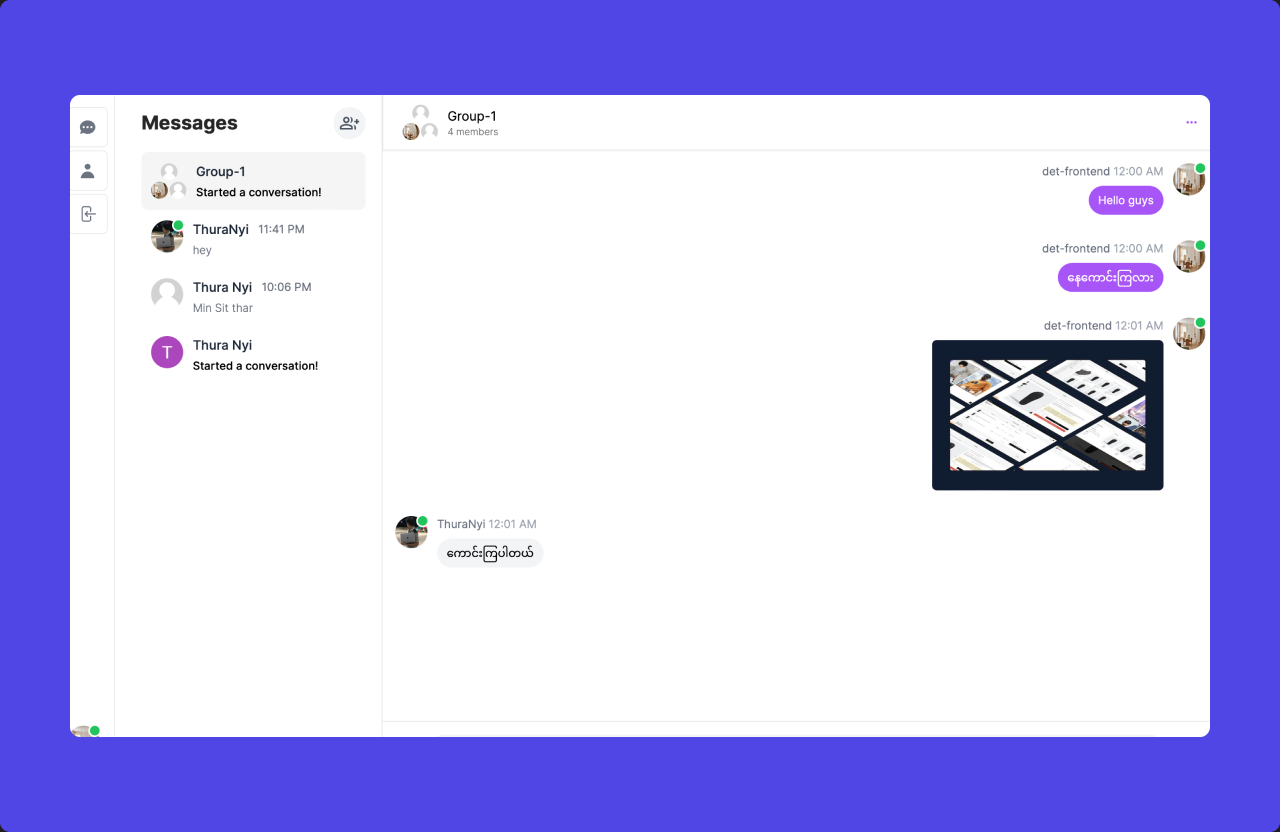 Messages
Group-1
Started a conversation!
ThuraNyi 11:41 PM
hey
Thura Nyi 10:06 PM
Min Sit thar
T
Thura Nyi
Started a conversation!
Group-1
4 members
det-frontend 12:00 AM
Hello guys
det-frontend 12:00 AM
နေကောင်းကြလား
det-frontend 12:01 AM
ThuraNyi 12:01 AM
ကောင်းကြပါတယ်